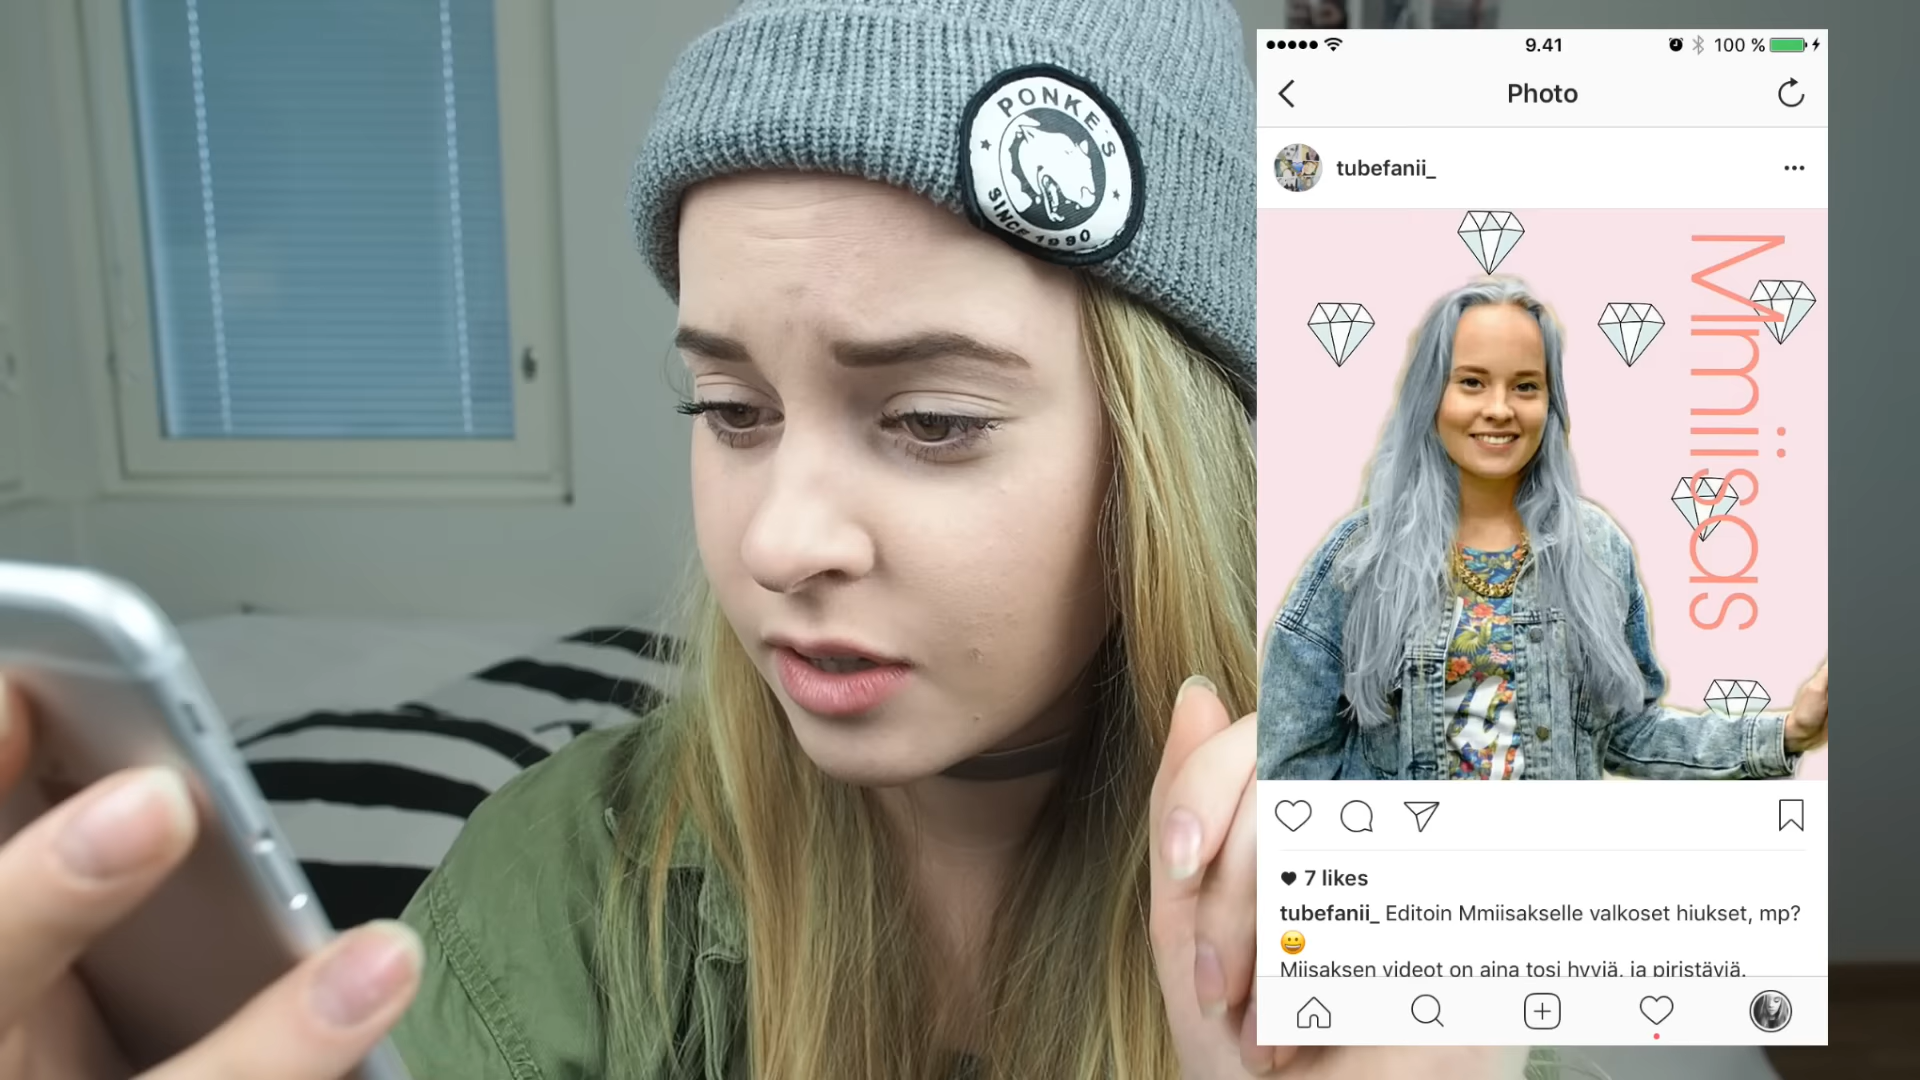 PONKE'S
SINCE 1990
9.41
100 %
Photo
tubefanii_
Mmiisas
7 likes
tubefanii_ Editoin Mmiisakselle valkoset hiukset, mp?
😀
Miisaksen videot on aina tosi hyviä, ja piristäviä.